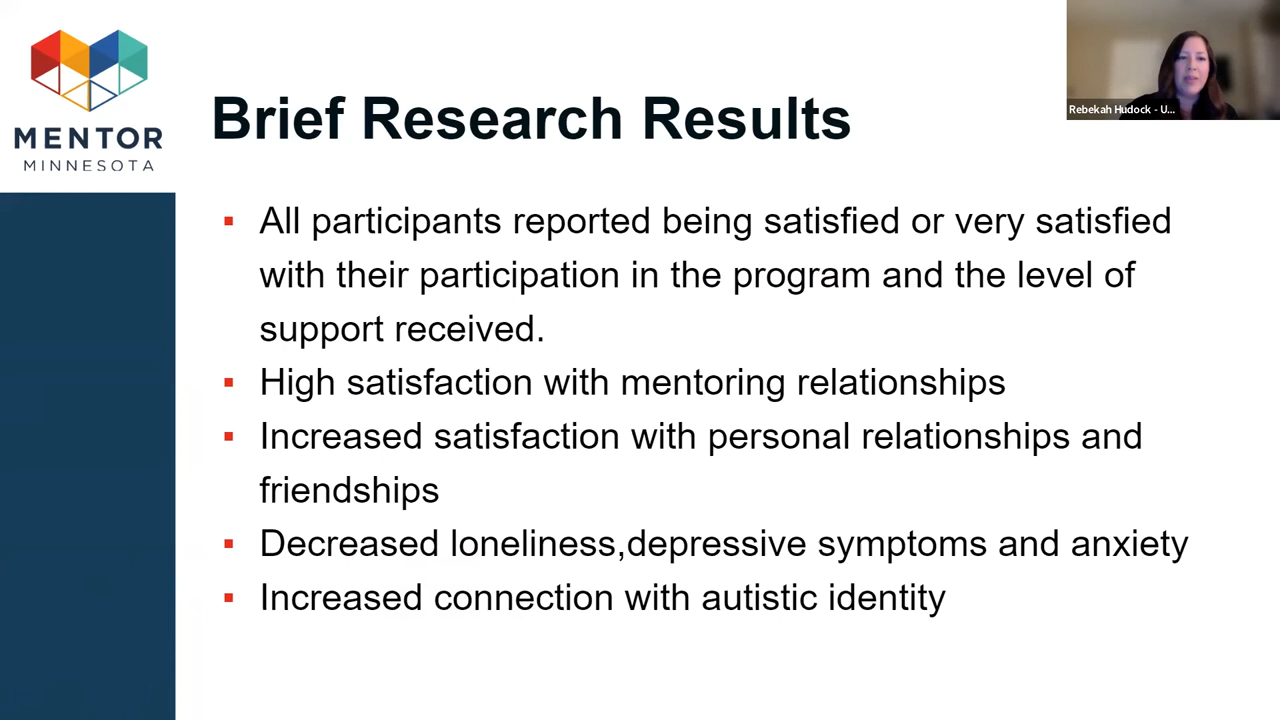 MENTOR
MINNESOTA
Brief Research Results
Rebekah Hudock - U...
▪ All participants reported being satisfied or very satisfied
with their participation in the program and the level of
support received.
▪ High satisfaction with mentoring relationships
▪ Increased satisfaction with personal relationships and
friendships
▪ Decreased loneliness,depressive symptoms and anxiety
▪ Increased connection with autistic identity